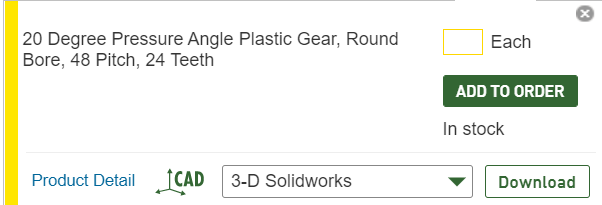 20 Degree Pressure Angle Plastic Gear, Round
Bore, 48 Pitch, 24 Teeth
Each
ADD TO ORDER
In stock
Product Detail
CAD
3-D Solidworks
Download